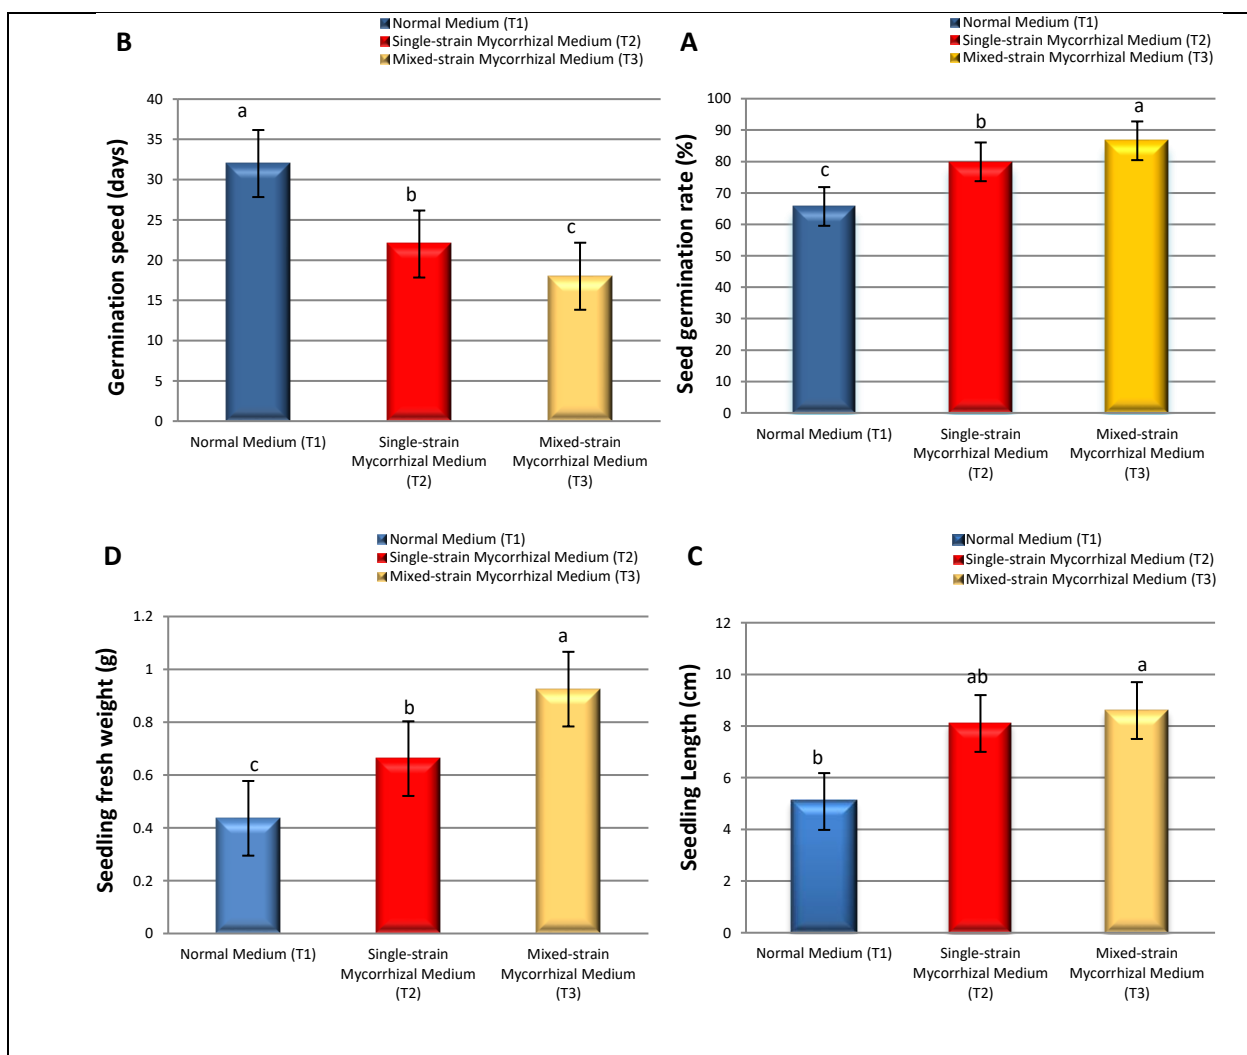 B
Normal Medium (T1)
Single-strain Mycorrhizal Medium (T2)
Mixed-strain Mycorrhizal Medium (T3)
Germination speed (days)
40
35
30
25
20
15
10
5
0
a
b
c
Normal Medium (T1)
Single-strain
Mycorrhizal Medium
(T2)
Mixed-strain
Mycorrhizal Medium
(T3)
A
Normal Medium (T1)
Single-strain Mycorrhizal Medium (T2)
Mixed-strain Mycorrhizal Medium (T3)
Seed germination rate (%)
100
90
80
70
60
50
40
30
20
10
0
c
b
a
Normal Medium (T1)
Single-strain
Mycorrhizal Medium
(T2)
Mixed-strain
Mycorrhizal Medium
(T3)
D
Normal Medium (T1)
Single-strain Mycorrhizal Medium (T2)
Mixed-strain Mycorrhizal Medium (T3)
Seedling fresh weight (g)
1.2
1
0.8
0.6
0.4
0.2
0
c
b
a
Normal Medium (T1)
Single-strain
Mycorrhizal Medium
(T2)
Mixed-strain
Mycorrhizal Medium
(T3)
C
Normal Medium (T1)
Single-strain Mycorrhizal Medium (T2)
Mixed-strain Mycorrhizal Medium (T3)
Seedling Length (cm)
12
10
8
6
4
2
0
b
ab
a
Normal Medium (T1)
Single-strain
Mycorrhizal Medium
(T2)
Mixed-strain
Mycorrhizal Medium
(T3)